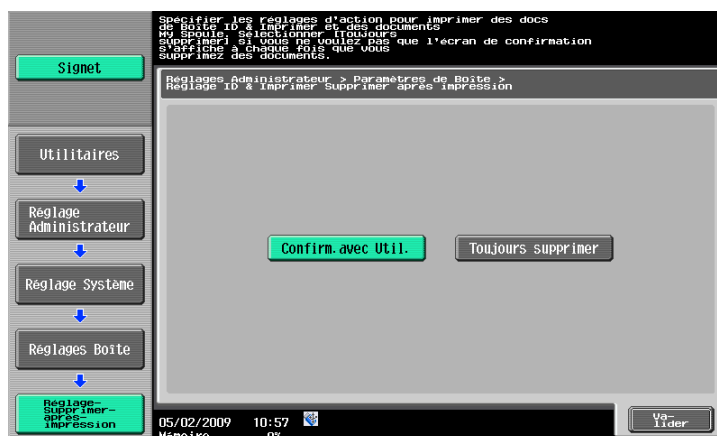 Spécifier les réglages d'action pour imprimer des docs
de Boîte ID & Imprimer et des documents
My Spoule. Sélectionner [Toujours
supprimer] si vous ne voulez pas que l'écran de confirmation
s'affiche à chaque fois que vous
supprimez des documents.
Signet
Réglages Administrateur > Paramètres de Boîte >
Réglage ID & Imprimer Supprimer après impression
Utilitaires
Réglage
Administrateur
Réglage Système
Réglages Boîte
Réglage-
Supprimer-
après-
impression
Confirm.avec Util.
Toujours supprimer
05/02/2009 10:57
Mémoire 0%
Va-
lider